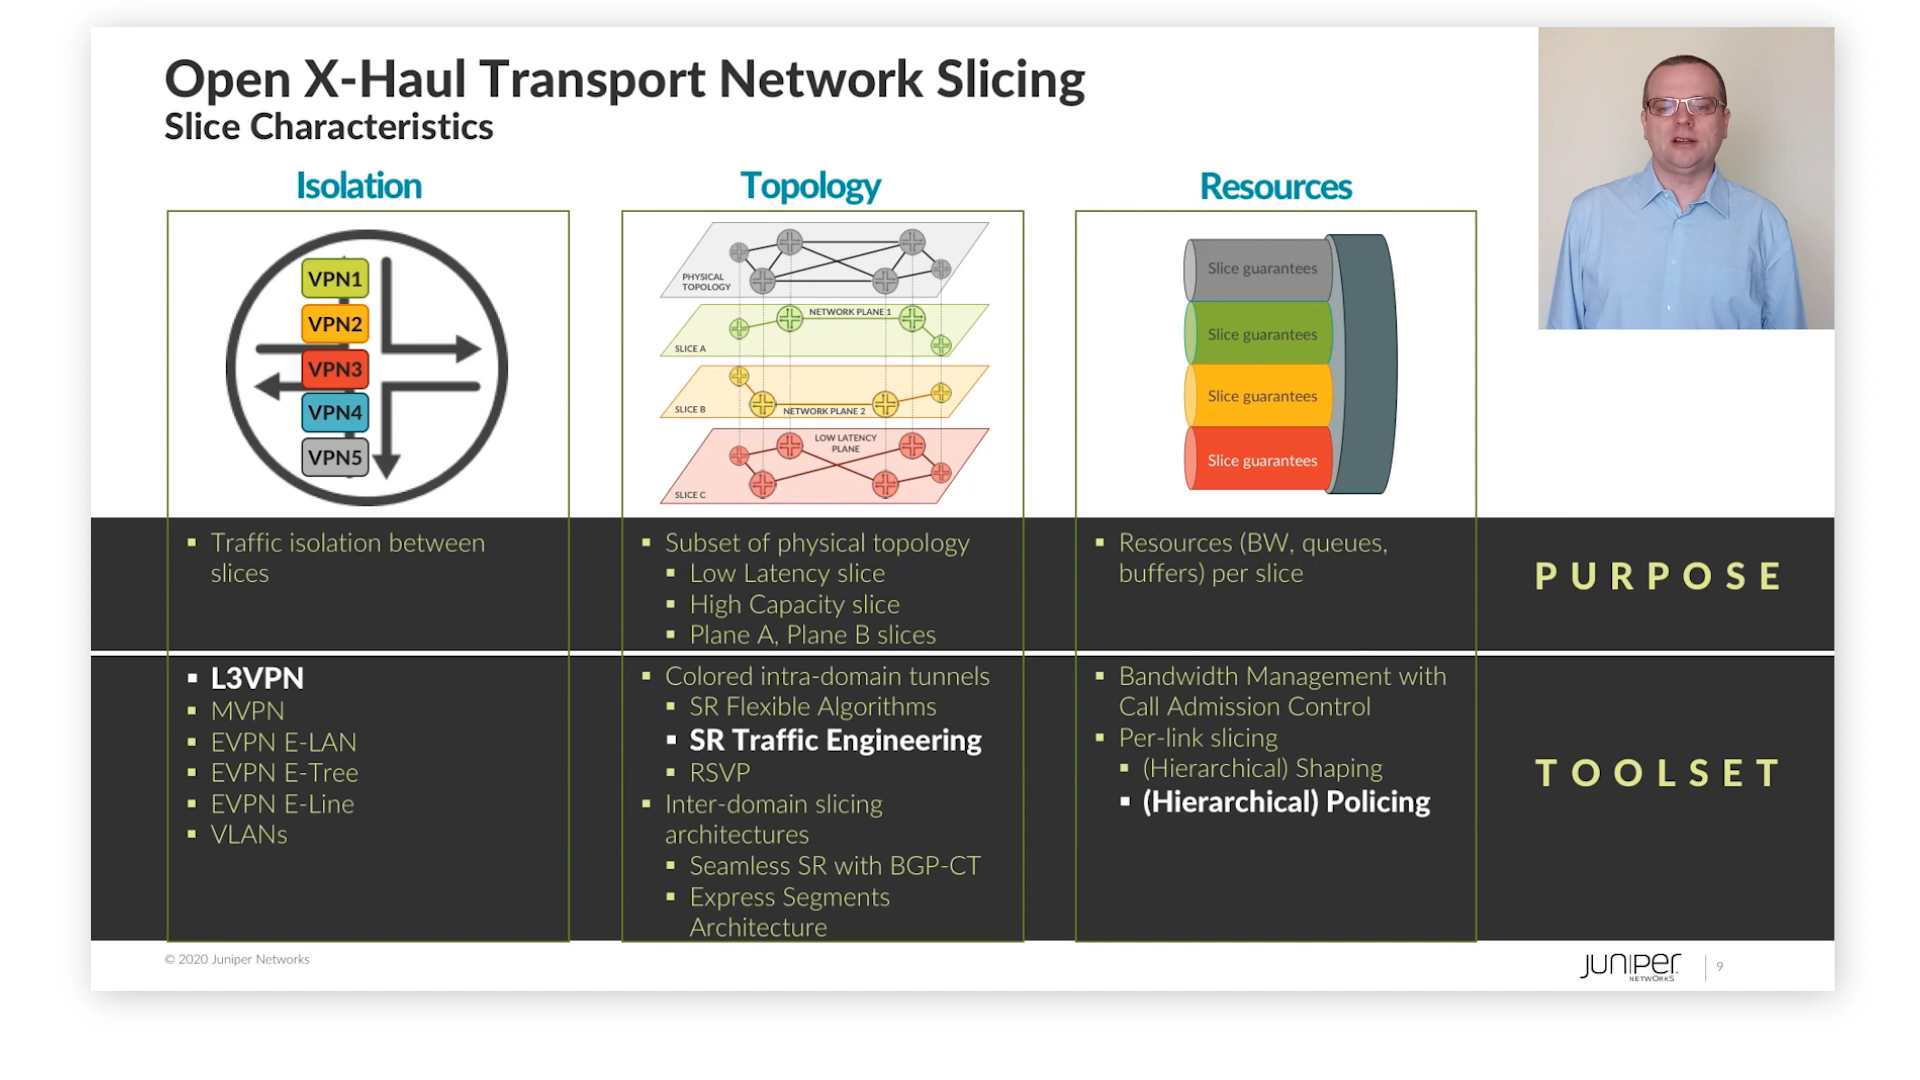 Open X-Haul Transport Network Slicing
Slice Characteristics
Isolation
VPN1
VPN2
VPN3
VPN4
VPN5
▪ Traffic isolation between
slices
▪ L3VPN
▪ MVPN
▪ EVPN E-LAN
▪ EVPN E-Tree
▪ EVPN E-Line
▪ VLANs
Topology
PHYSICAL
TOPOLOGY
NETWORK PLANE 1
SLICE A
SLICE B
NETWORK PLANE 2
LOW LATENCY
PLANE
SLICE C
▪ Subset of physical topology
▪ Low Latency slice
▪ High Capacity slice
▪ Plane A, Plane B slices
▪ Colored intra-domain tunnels
▪ SR Flexible Algorithms
▪ SR Traffic Engineering
▪ RSVP
▪ Inter-domain slicing
architectures
▪ Seamless SR with BGP-CT
▪ Express Segments
Architecture
Resources
Slice guarantees
Slice guarantees
Slice guarantees
Slice guarantees
▪ Resources (BW, queues,
buffers) per slice
▪ Bandwidth Management with
Call Admission Control
▪ Per-link slicing
▪ (Hierarchical) Shaping
▪ (Hierarchical) Policing
PURPOSE
TOOLSET
© 2020 Juniper Networks
JUNIPER
NETWORKS
9